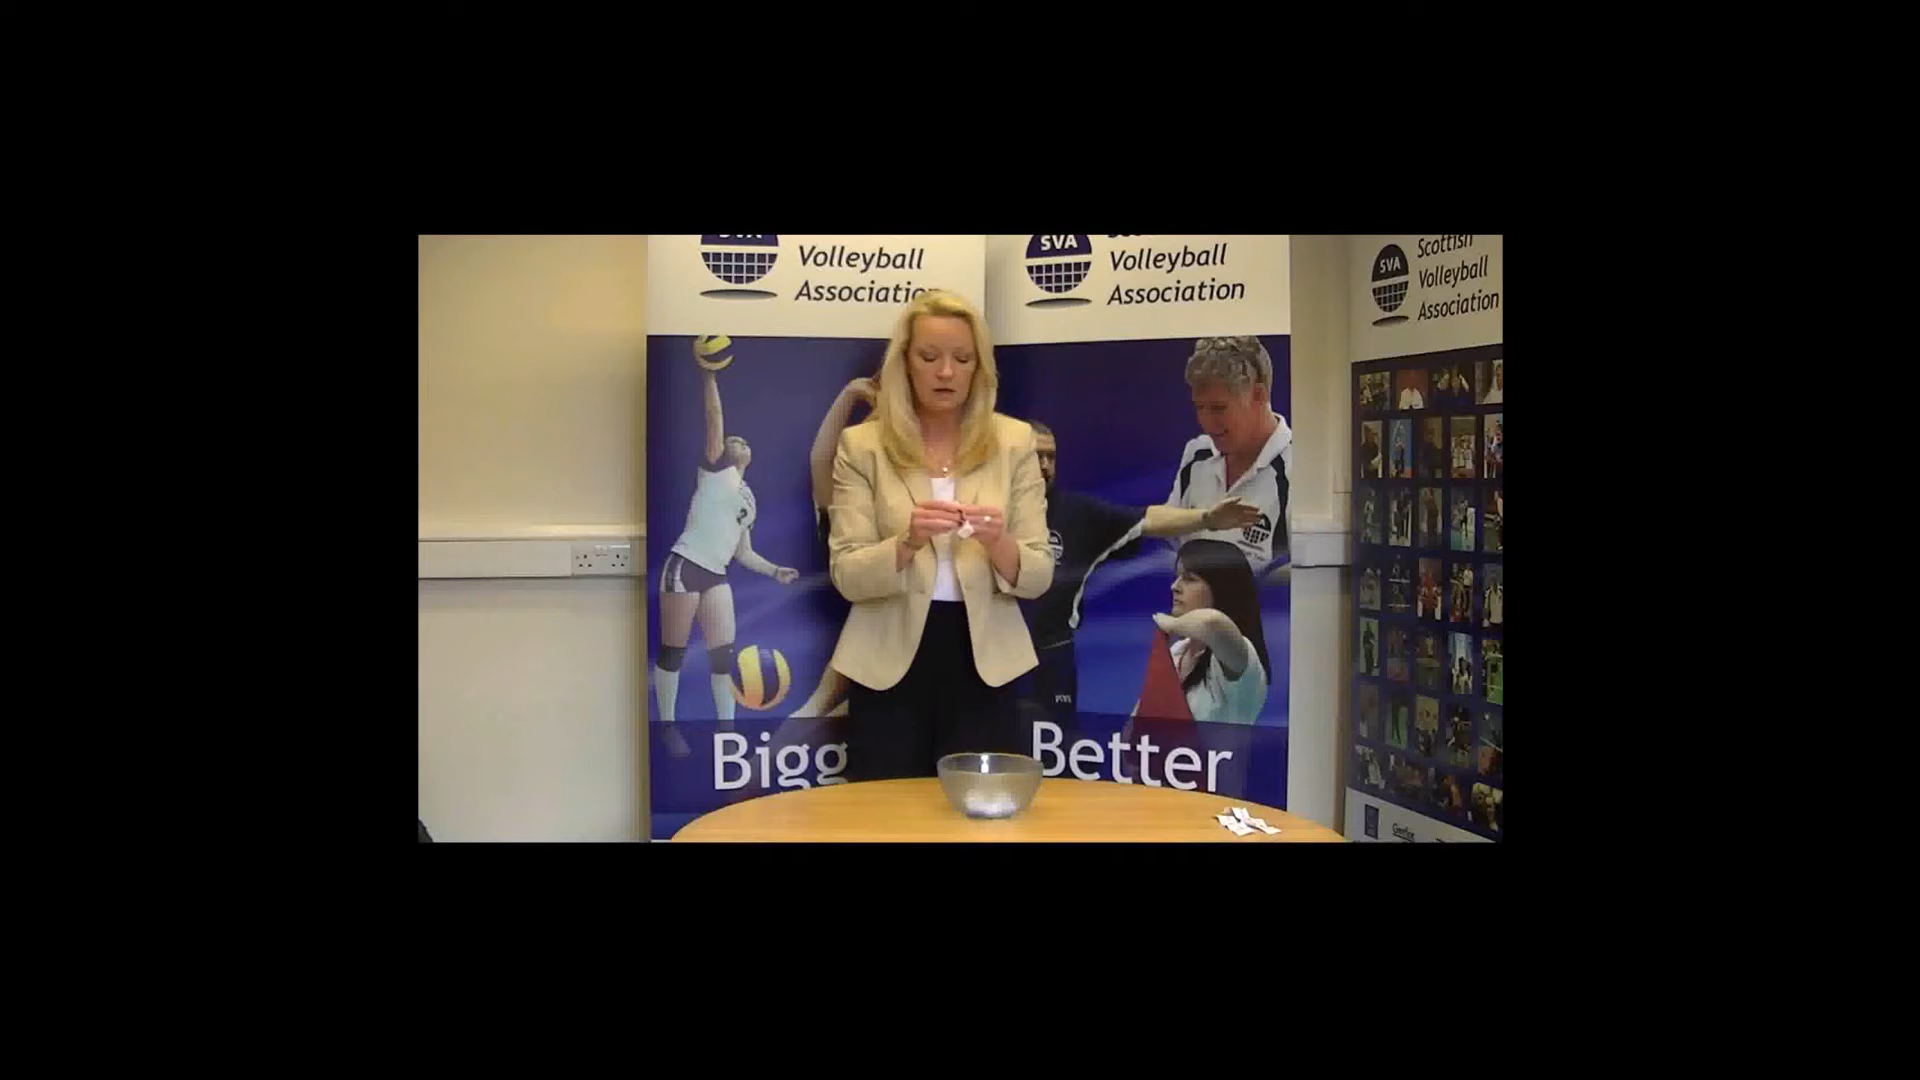 SVA
Volleyball
Association
SVA
Volleyball
Association
SVA
Scottish
Volleyball
Association
Bigg
Better